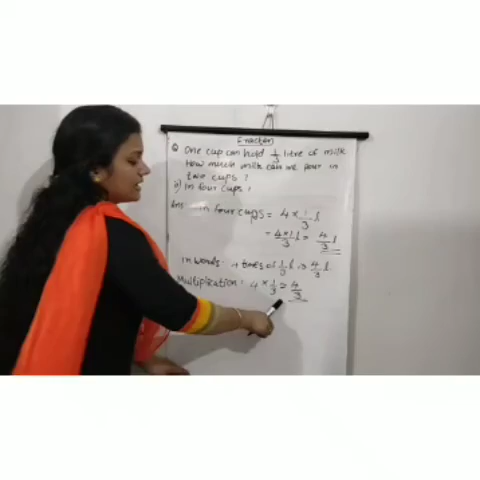 Fraction
One cup can hold 1/3 litre of milk
How much milk can we pour in
two cups?
In four cups?
Ans: In four cups = 4 × 1/3 l
= 4×1/3 l = 4/3 l
In words: 4 times of 1/3 l is 4/3 l.
Multiplication: 4 × 1/3 = 4/3